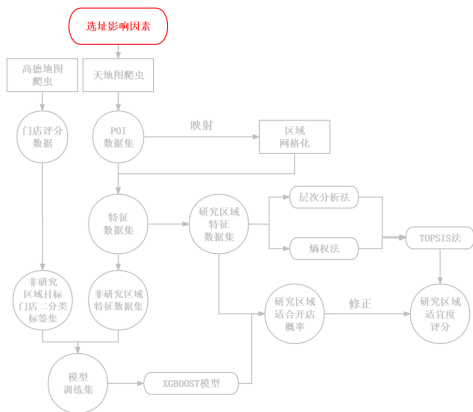 选址影响因素
高德地图
爬虫
天地图爬虫
门店评分
数据
POI
数据集
映射
区域
网格化
特征
数据集
研究区域
特征
数据集
层次分析法
熵权法
TOPSIS法
非研究
区域目标
门店二分类
标签集
非研究区域
特征数据集
研究区域
适合开店
概率
修正
研究区域
适宜度
评分
模型
训练集
XGBOOST模型